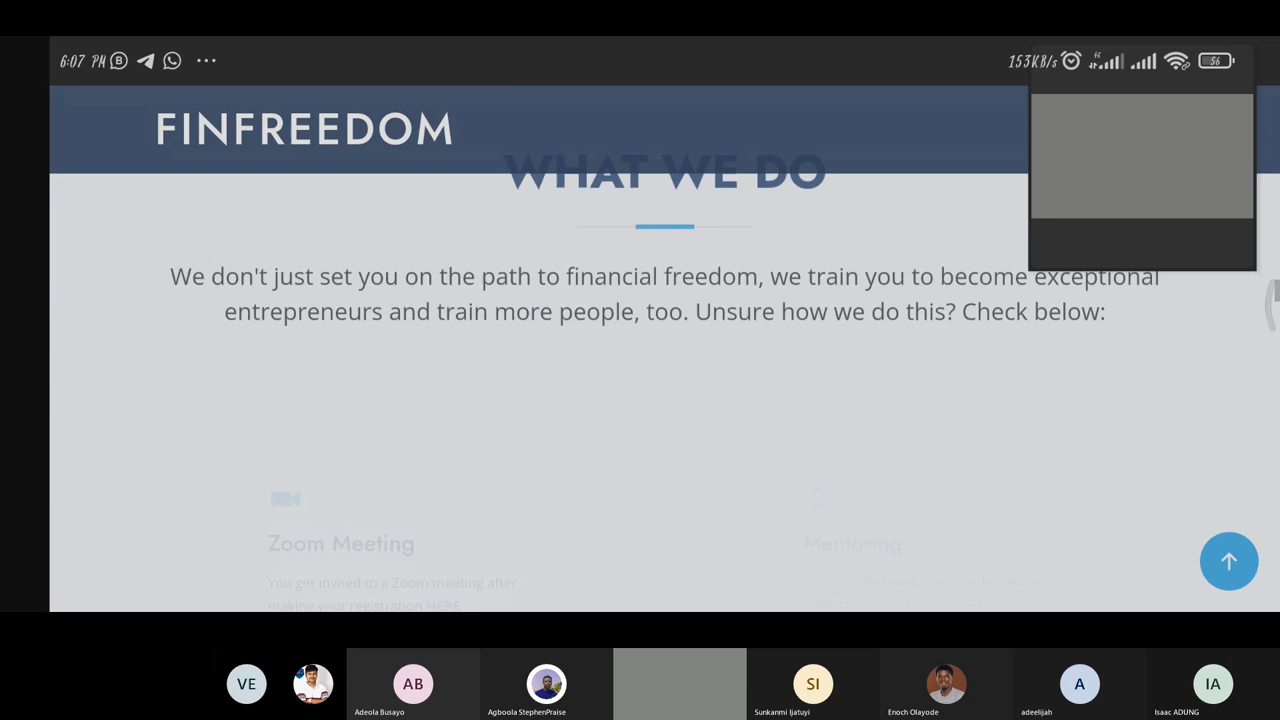 6:07 PM
153KB/s
4G
56
FINFREEDOM
WHAT WE DO
We don't just set you on the path to financial freedom, we train you to become exceptional
entrepreneurs and train more people, too. Unsure how we do this? Check below:
Zoom Meeting
Mentoring
You get invited to a Zoom meeting after
making your registration HERE
VE
AB
SI
A
IA
Adeola Busayo
Agboola StephenPraise
Sunkanmi Ijatuyi
Enoch Olayode
adeelijah
Isaac ADUNG